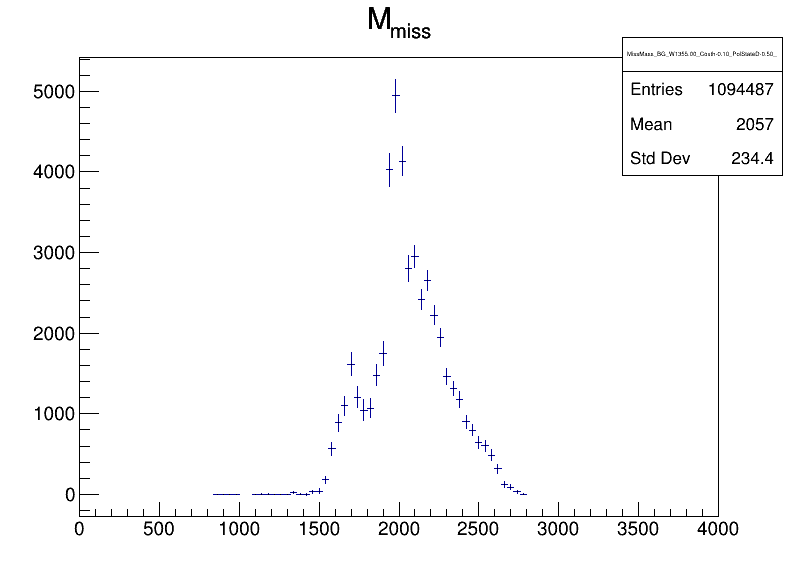 M_miss
MissMass_BG_W1355.00_Costh-0.10_PolStateD-0.50_
Entries 1094487
Mean 2057
Std Dev 234.4
5000
4000
3000
2000
1000
0
0 500 1000 1500 2000 2500 3000 3500 4000